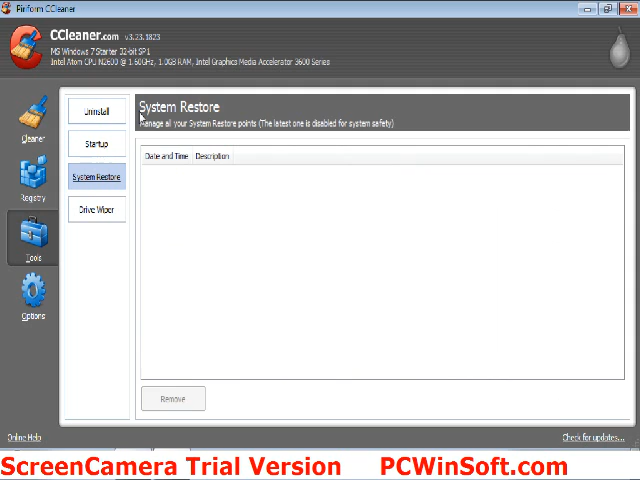 Piriform CCleaner
CCleaner.com v3.23.1823
MS Windows 7 Starter 32-bit SP1
Intel Atom CPU N2600 @ 1.60GHz, 1.0GB RAM, Intel Graphics Media Accelerator 3600 Series
Cleaner
Registry
Tools
Options
Uninstall
Startup
System Restore
Drive Wiper
System Restore
Manage all your System Restore points (The latest one is disabled for system safety)
Date and Time Description
Remove
Online Help
Check for updates...
ScreenCamera Trial Version PCWinSoft.com